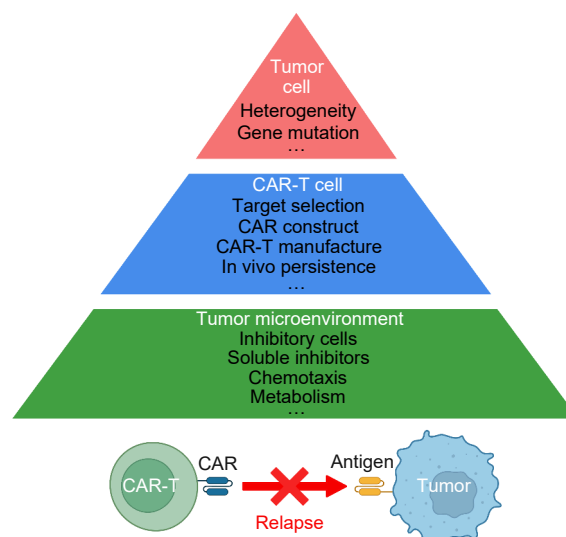 Tumor
cell
Heterogeneity
Gene mutation
...
CAR-T cell
Target selection
CAR construct
CAR-T manufacture
In vivo persistence
...
Tumor microenvironment
Inhibitory cells
Soluble inhibitors
Chemotaxis
Metabolism
...
CAR-T
CAR
Antigen
Tumor
Relapse